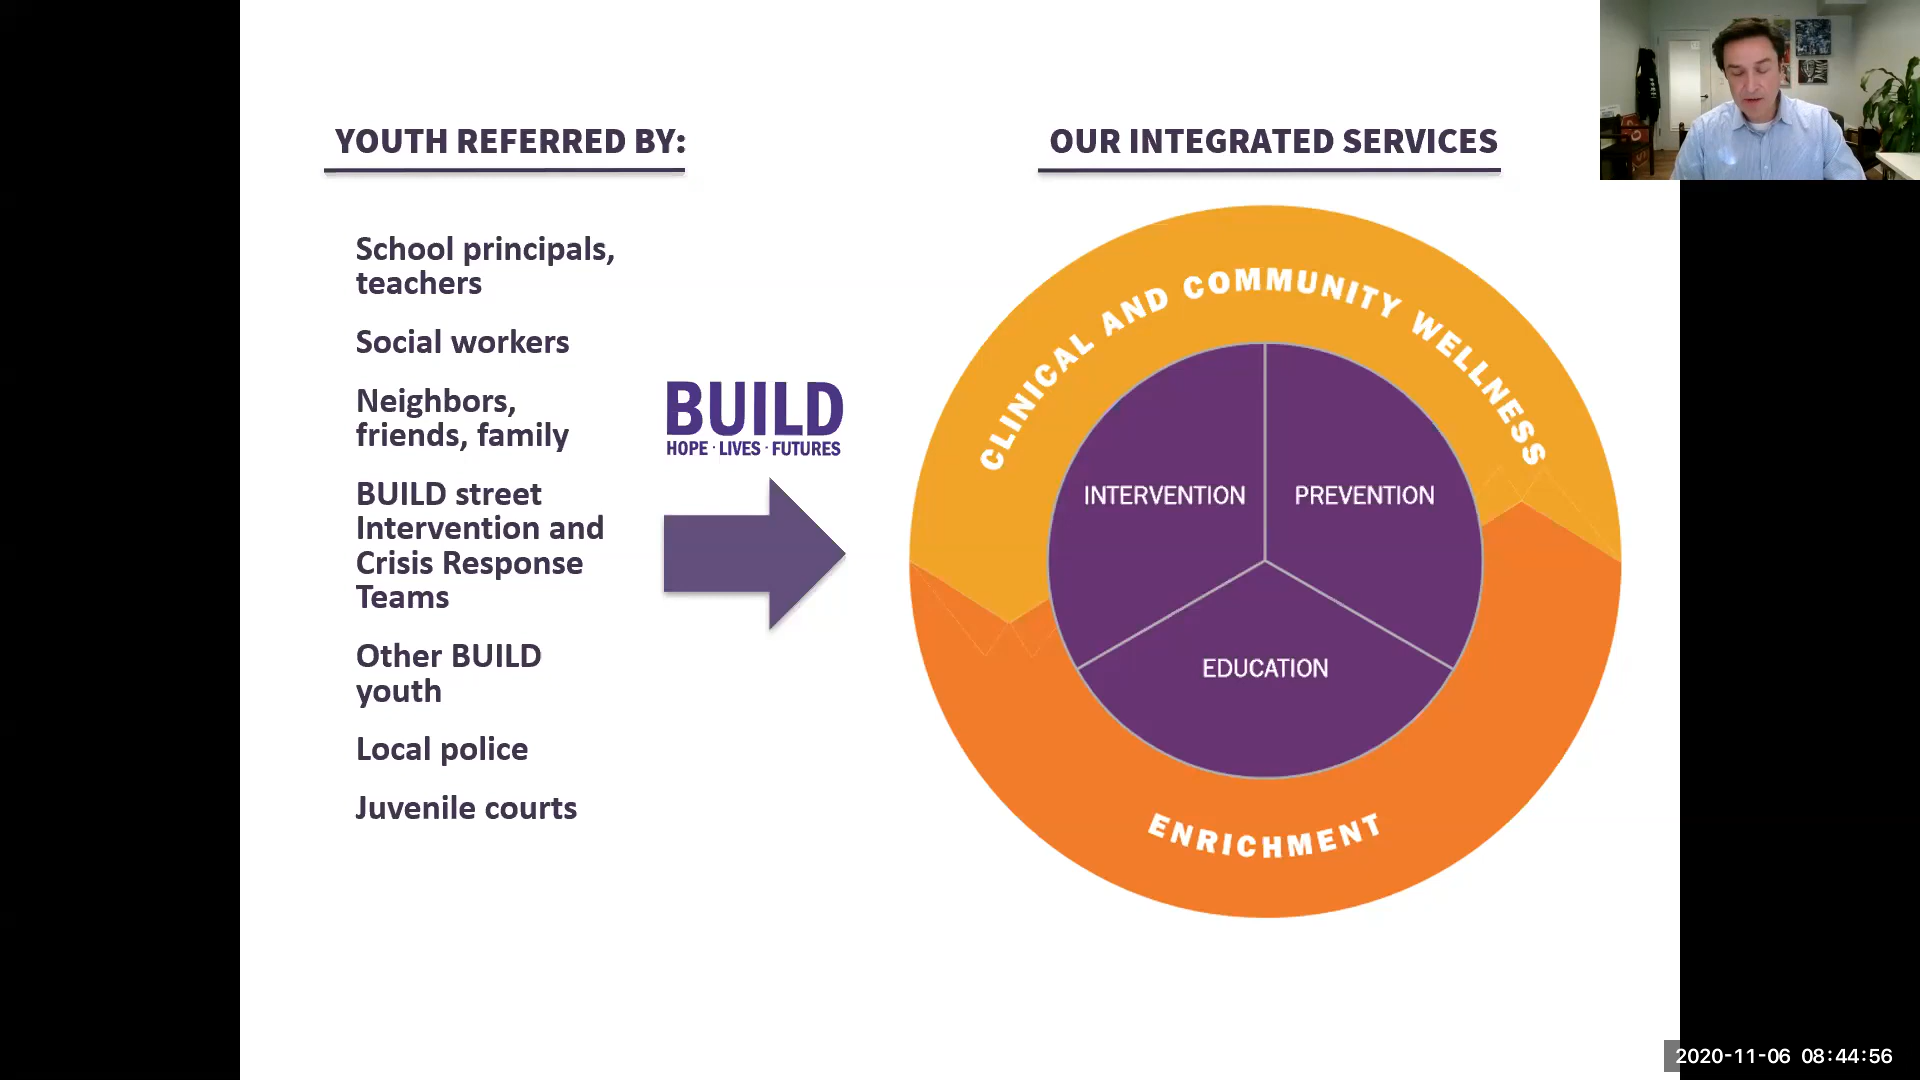 YOUTH REFERRED BY:
School principals,
teachers
Social workers
Neighbors,
friends, family
BUILD street
Intervention and
Crisis Response
Teams
Other BUILD
youth
Local police
Juvenile courts
BUILD
HOPE · LIVES · FUTURES
OUR INTEGRATED SERVICES
CLINICAL AND COMMUNITY WELLNESS
INTERVENTION
PREVENTION
EDUCATION
ENRICHMENT
2020-11-06 08:44:56